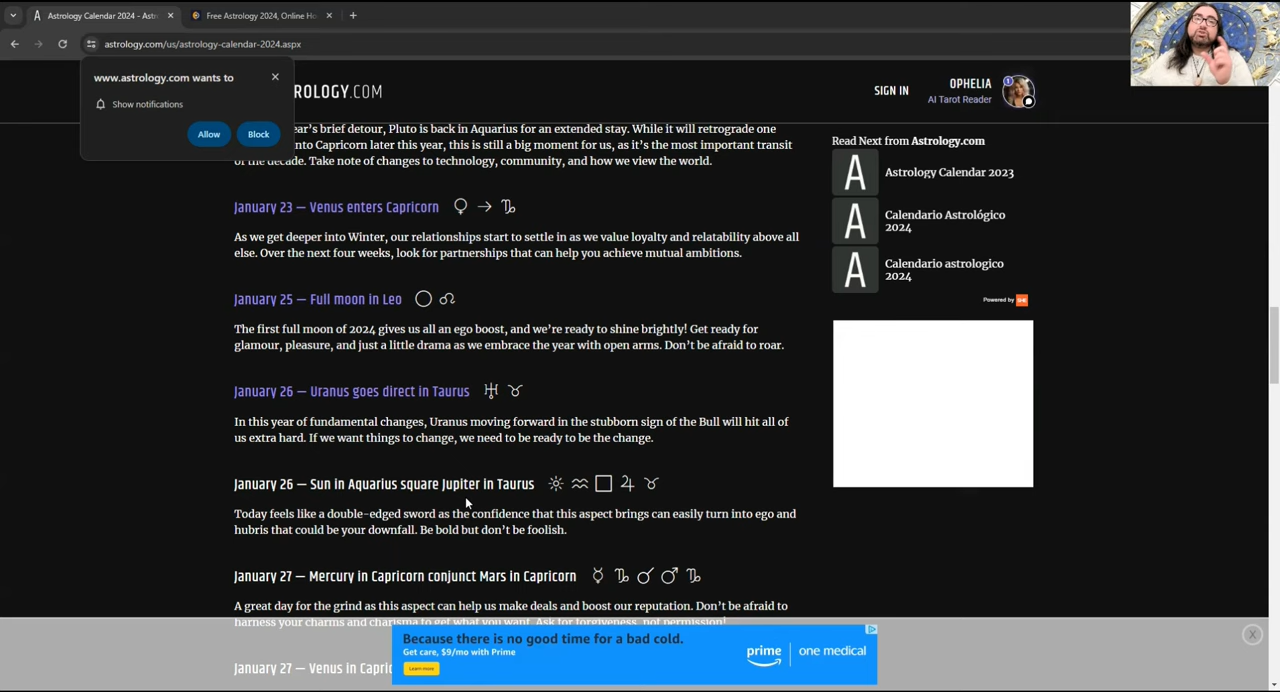 Astrology Calendar 2024 - Astr
Free Astrology 2024, Online Ho
astrology.com/us/astrology-calendar-2024.aspx
www.astrology.com wants to
Show notifications
Allow
Block
ROLOGY.COM
SIGN IN
OPHELIA
AI Tarot Reader
ear's brief detour, Pluto is back in Aquarius for an extended stay. While it will retrograde one
nto Capricorn later this year, this is still a big moment for us, as it's the most important transit
of the decade. Take note of changes to technology, community, and how we view the world.
January 23 — Venus enters Capricorn ♀ → ♑
As we get deeper into Winter, our relationships start to settle in as we value loyalty and relatability above all
else. Over the next four weeks, look for partnerships that can help you achieve mutual ambitions.
January 25 — Full moon in Leo ○ ♌
The first full moon of 2024 gives us all an ego boost, and we're ready to shine brightly! Get ready for
glamour, pleasure, and just a little drama as we embrace the year with open arms. Don't be afraid to roar.
January 26 — Uranus goes direct in Taurus ♅ ♉
In this year of fundamental changes, Uranus moving forward in the stubborn sign of the Bull will hit all of
us extra hard. If we want things to change, we need to be ready to be the change.
January 26 — Sun in Aquarius square Jupiter in Taurus ☼ ♒ □ ♃ ♉
Today feels like a double-edged sword as the confidence that this aspect brings can easily turn into ego and
hubris that could be your downfall. Be bold but don't be foolish.
January 27 — Mercury in Capricorn conjunct Mars in Capricorn ☿ ♑ ☌ ♂ ♑
A great day for the grind as this aspect can help us make deals and boost our reputation. Don't be afraid to
harness your charms and charisma to get what you want. Ask for forgiveness, not permission!
January 27 — Venus in Capric
Read Next from Astrology.com
A
Astrology Calendar 2023
A
Calendario Astrológico
2024
A
Calendario astrologico
2024
Powered by
Because there is no good time for a bad cold.
Get care, $9/mo with Prime
Learn more
prime
one medical